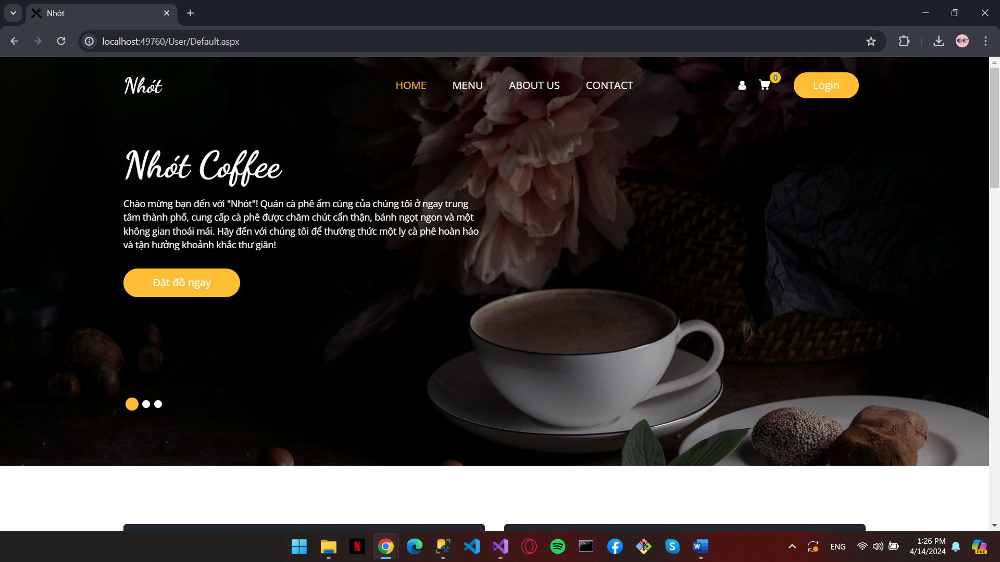 Nhót
localhost:49760/User/Default.aspx
Nhót
HOME
MENU
ABOUT US
CONTACT
0
Login
Nhót Coffee
Chào mừng bạn đến với "Nhót"! Quán cà phê ấm cúng của chúng tôi ở ngay trung
tâm thành phố, cung cấp cà phê được chăm chút cẩn thận, bánh ngọt ngon và một
không gian thoải mái. Hãy đến với chúng tôi để thưởng thức một ly cà phê hoàn hảo
và tận hưởng khoảnh khắc thư giãn!
Đặt đồ ngay
N
S
W
ENG
1:26 PM
4/14/2024
PRE